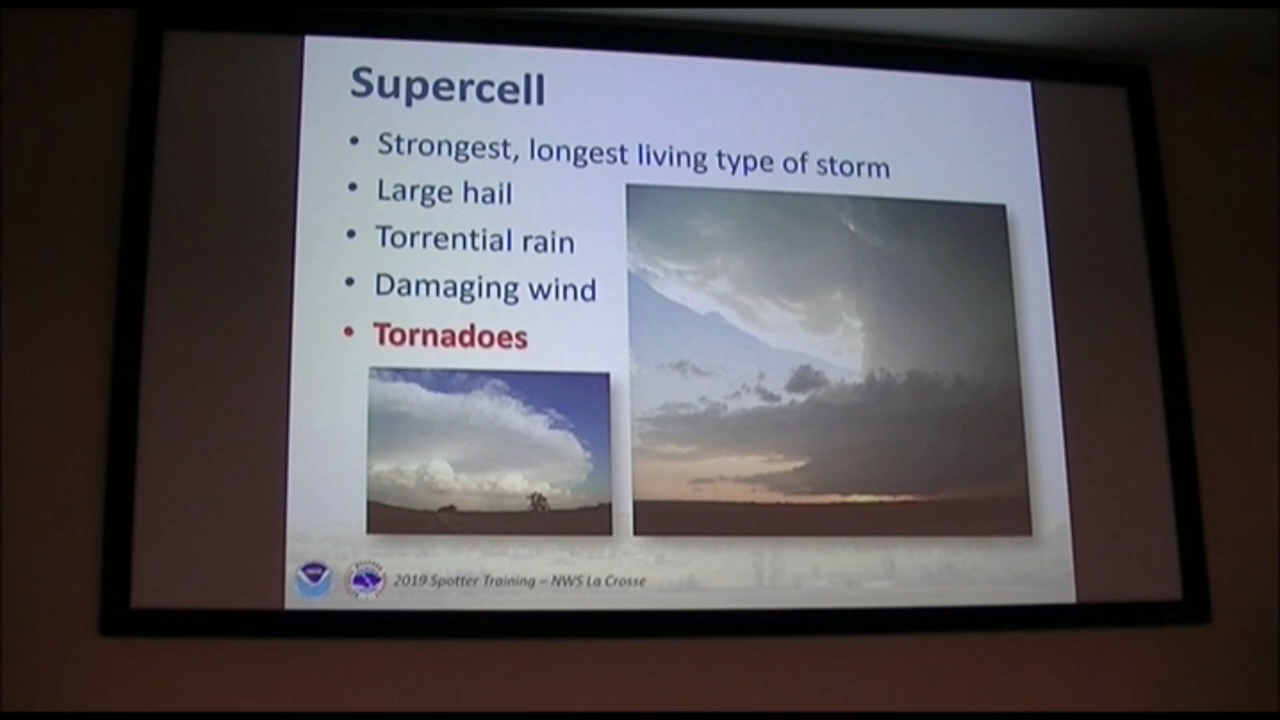 Supercell
• Strongest, longest living type of storm
• Large hail
• Torrential rain
• Damaging wind
• Tornadoes
2019 Spotter Training – NWS La Crosse